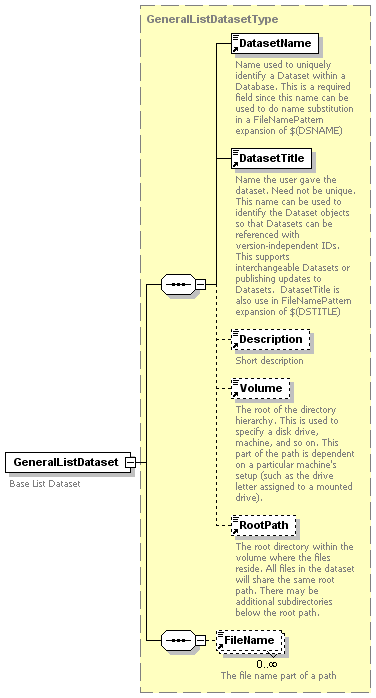 GeneralListDatasetType
DatasetName
Name used to uniquely
identify a Dataset within a
Database. This is a required
field since this name can be
used to do name substitution
in a FileNamePattern
expansion of $(DSNAME)
DatasetTitle
Name the user gave the
dataset. Need not be unique.
This name can be used to
identify the Dataset objects
so that Datasets can be
referenced with
version-independent IDs.
This supports
interchangeable Datasets or
publishing updates to
Datasets.  DatasetTitle is
also use in FileNamePattern
expansion of $(DSTITLE)
Description
Short description
Volume
The root of the directory
hierarchy. This is used to
specify a disk drive,
machine, and so on. This
part of the path is dependent
on a particular machine's
setup (such as the drive
letter assigned to a mounted
drive).
GeneralListDataset
Base List Dataset
RootPath
The root directory within the
volume where the files
reside. All files in the dataset
will share the same root
path. There may be
additional subdirectories
below the root path.
FileName
0..∞
The file name part of a path